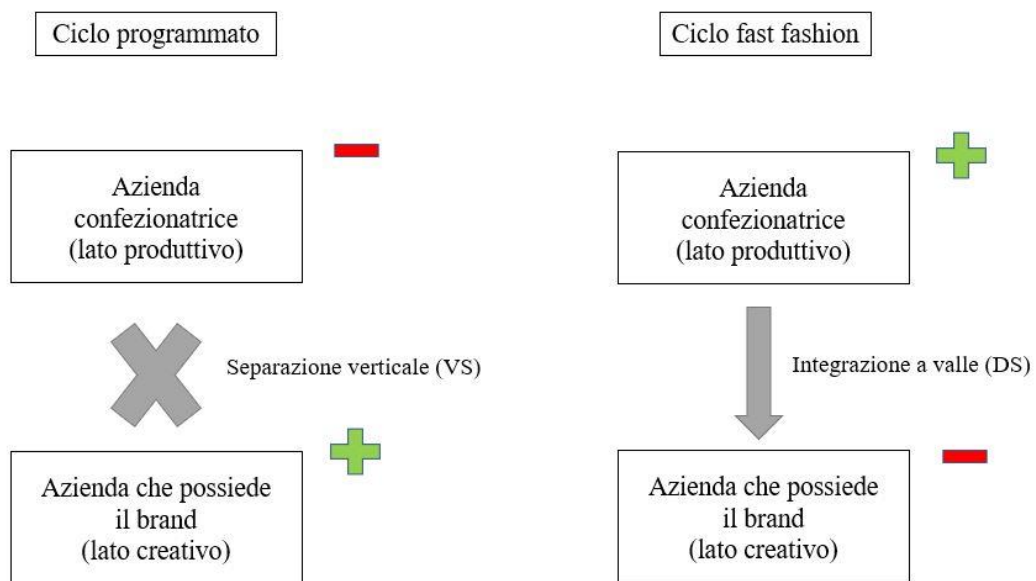 Ciclo programmato
Ciclo fast fashion
Azienda
confezionatrice
(lato produttivo)
Azienda
confezionatrice
(lato produttivo)
Separazione verticale (VS)
Integrazione a valle (DS)
Azienda che possiede
il brand
(lato creativo)
Azienda che possiede
il brand
(lato creativo)